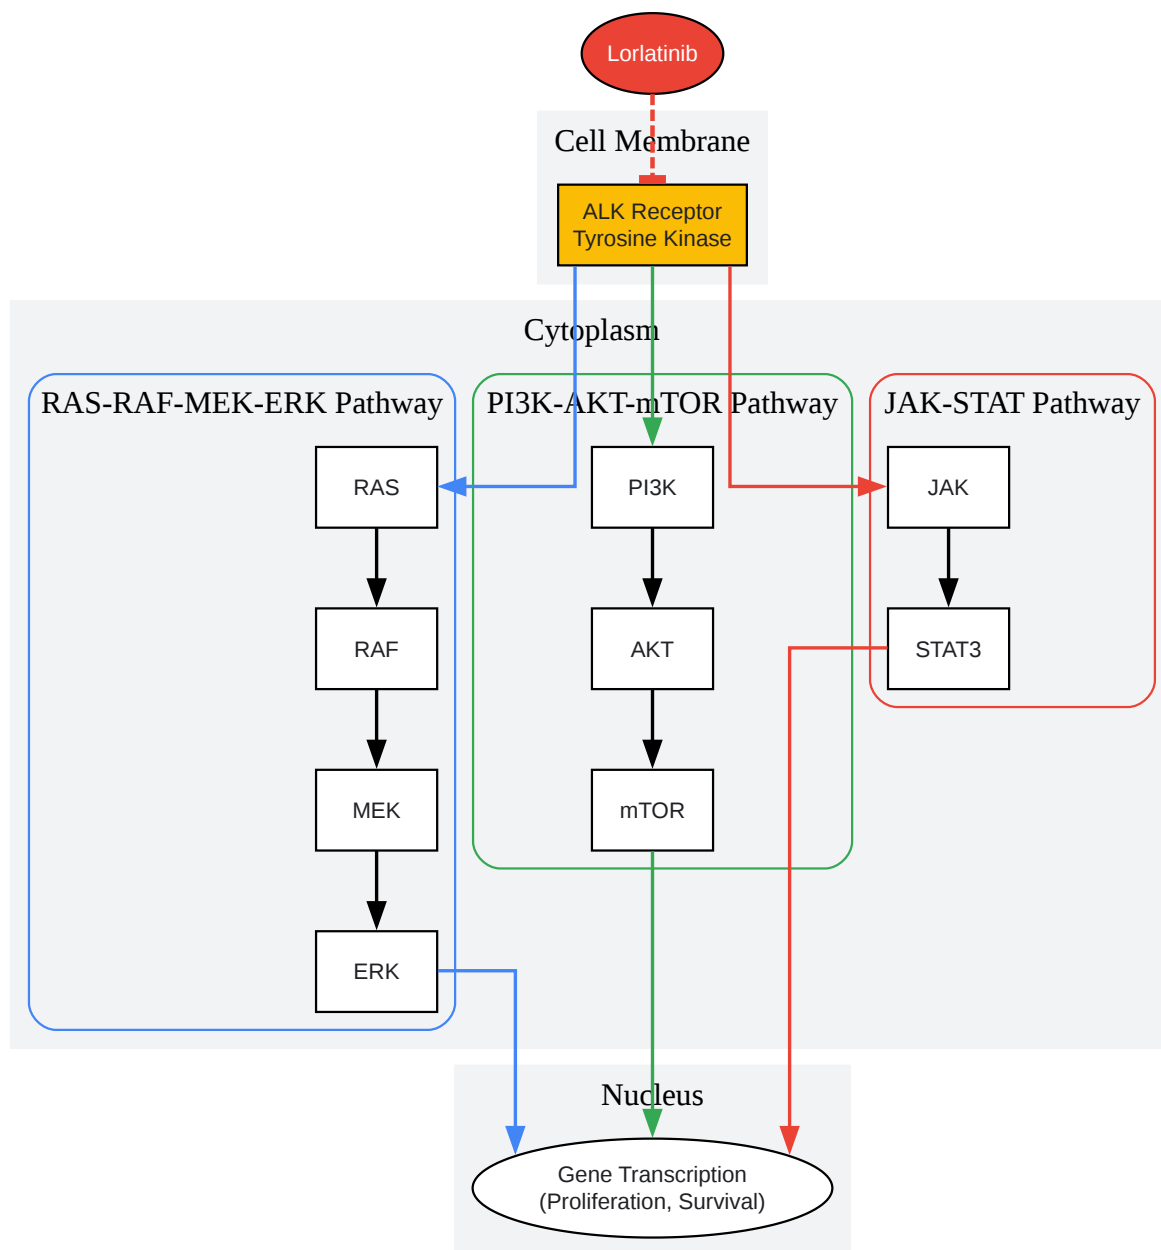 Lorlatinib
Cell Membrane
ALK Receptor
Tyrosine Kinase
Cytoplasm
RAS-RAF-MEK-ERK Pathway
PI3K-AKT-mTOR Pathway
JAK-STAT Pathway
RAS
PI3K
JAK
RAF
AKT
STAT3
MEK
mTOR
ERK
Nucleus
Gene Transcription
(Proliferation, Survival)